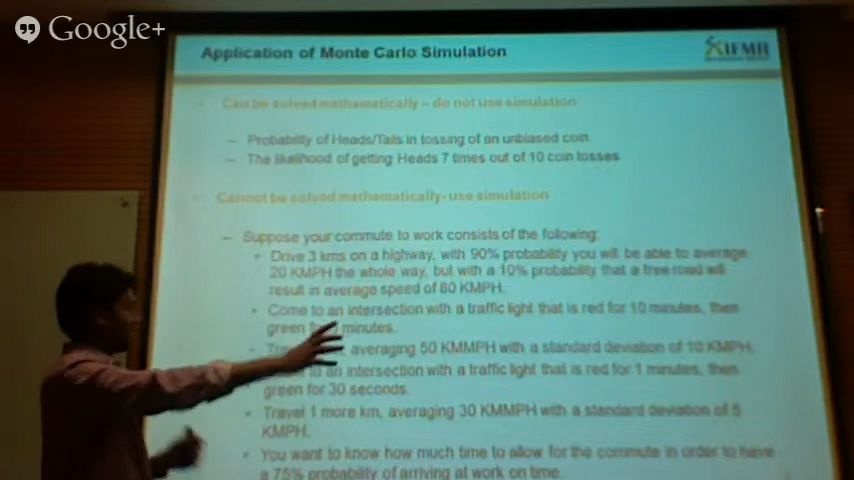 Google+
Application of Monte Carlo Simulation
IFMR
Can be solved mathematically – do not use simulation
– Probability of Heads/Tails in tossing of an unbiased coin
– The likelihood of getting Heads 7 times out of 10 coin tosses
Cannot be solved mathematically- use simulation
– Suppose your commute to work consists of the following:
• Drive 3 kms on a highway, with 90% probability you will be able to average
20 KMPH the whole way, but with a 10% probability that a free road will
result in average speed of 80 KMPH.
• Come to an intersection with a traffic light that is red for 10 minutes, then
green minutes.
• averaging 50 KMMPH with a standard deviation of 10 KMPH.
to an intersection with a traffic light that is red for 1 minutes, then
green for 30 seconds.
• Travel 1 more km, averaging 30 KMMPH with a standard deviation of 5
KMPH.
• You want to know how much time to allow for the commute in order to have
a 75% probability of arriving at work on time.